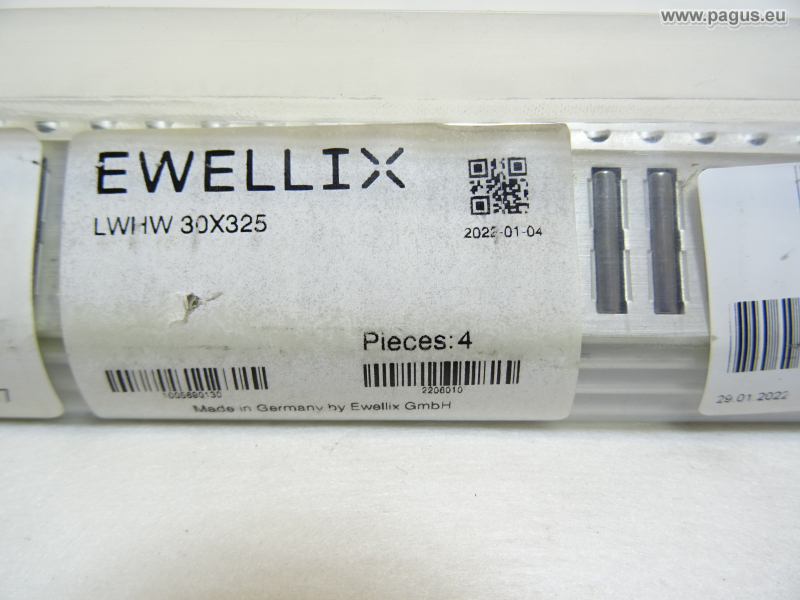 www.pagus.eu
EWELLIX
LWHW 30X325
2022-01-04
Pieces:4
2206010
Made in Germany by Ewellix GmbH
29.01.2022